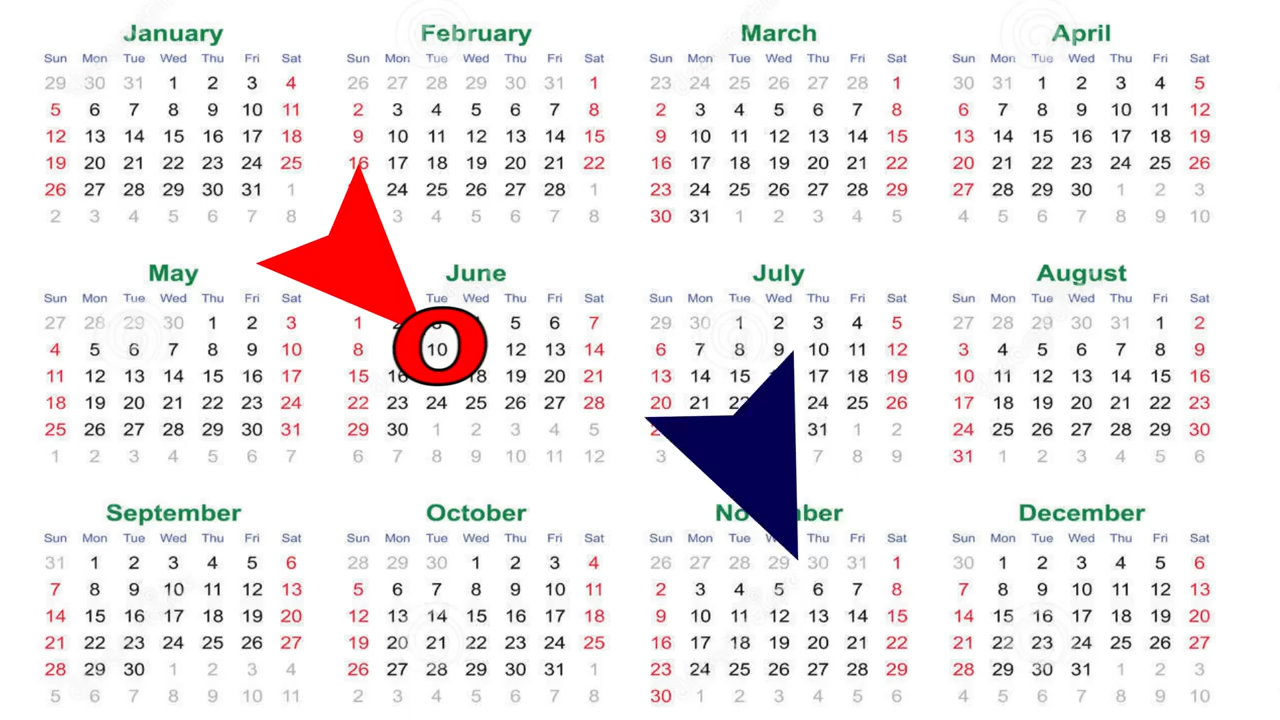 January
Sun Mon Tue Wed Thu Fri Sat
29 30 31 1 2 3 4
5 6 7 8 9 10 11
12 13 14 15 16 17 18
19 20 21 22 23 24 25
26 27 28 29 30 31 1
2 3 4 5 6 7 8
February
Sun Mon Tue Wed Thu Fri Sat
26 27 28 29 30 31 1
2 3 4 5 6 7 8
9 10 11 12 13 14 15
16 17 18 19 20 21 22
24 25 26 27 28 1
3 4 5 6 7 8
March
Sun Mon Tue Wed Thu Fri Sat
23 24 25 26 27 28 1
2 3 4 5 6 7 8
9 10 11 12 13 14 15
16 17 18 19 20 21 22
23 24 25 26 27 28 29
30 31 1 2 3 4 5
April
Sun Mon Tue Wed Thu Fri Sat
30 31 1 2 3 4 5
6 7 8 9 10 11 12
13 14 15 16 17 18 19
20 21 22 23 24 25 26
27 28 29 30 1 2 3
4 5 6 7 8 9 10
May
Sun Mon Tue Wed Thu Fri Sat
27 28 29 30 1 2 3
4 5 6 7 8 9 10
11 12 13 14 15 16 17
18 19 20 21 22 23 24
25 26 27 28 29 30 31
1 2 3 4 5 6 7
June
Sun Tue Wed Thu Fri Sat
1 5 6 7
8 10 12 13 14
O
15 16 18 19 20 21
22 23 24 25 26 27 28
29 30 1 2 3 4 5
6 7 8 9 10 11 12
July
Sun Mon Tue Wed Thu Fri Sat
29 30 1 2 3 4 5
6 7 8 9 10 11 12
13 14 15 17 18 19
20 21 22 24 25 26
31 1 2
3 7 8 9
August
Sun Mon Tue Wed Thu Fri Sat
27 28 29 30 31 1 2
3 4 5 6 7 8 9
10 11 12 13 14 15 16
17 18 19 20 21 22 23
24 25 26 27 28 29 30
31 1 2 3 4 5 6
September
Sun Mon Tue Wed Thu Fri Sat
31 1 2 3 4 5 6
7 8 9 10 11 12 13
14 15 16 17 18 19 20
21 22 23 24 25 26 27
28 29 30 1 2 3 4
5 6 7 8 9 10 11
October
Sun Mon Tue Wed Thu Fri Sat
28 29 30 1 2 3 4
5 6 7 8 9 10 11
12 13 14 15 16 17 18
19 20 21 22 23 24 25
26 27 28 29 30 31 1
2 3 4 5 6 7 8
Sun Mon Tue Thu Fri Sat
26 27 28 29 30 31 1
2 3 4 5 6 7 8
9 10 11 12 13 14 15
16 17 18 19 20 21 22
23 24 25 26 27 28 29
30 1 2 3 4 5 6
December
Sun Mon Tue Wed Thu Fri Sat
30 1 2 3 4 5 6
7 8 9 10 11 12 13
14 15 16 17 18 19 20
21 22 23 24 25 26 27
28 29 30 31 1 2 3
4 5 6 7 8 9 10